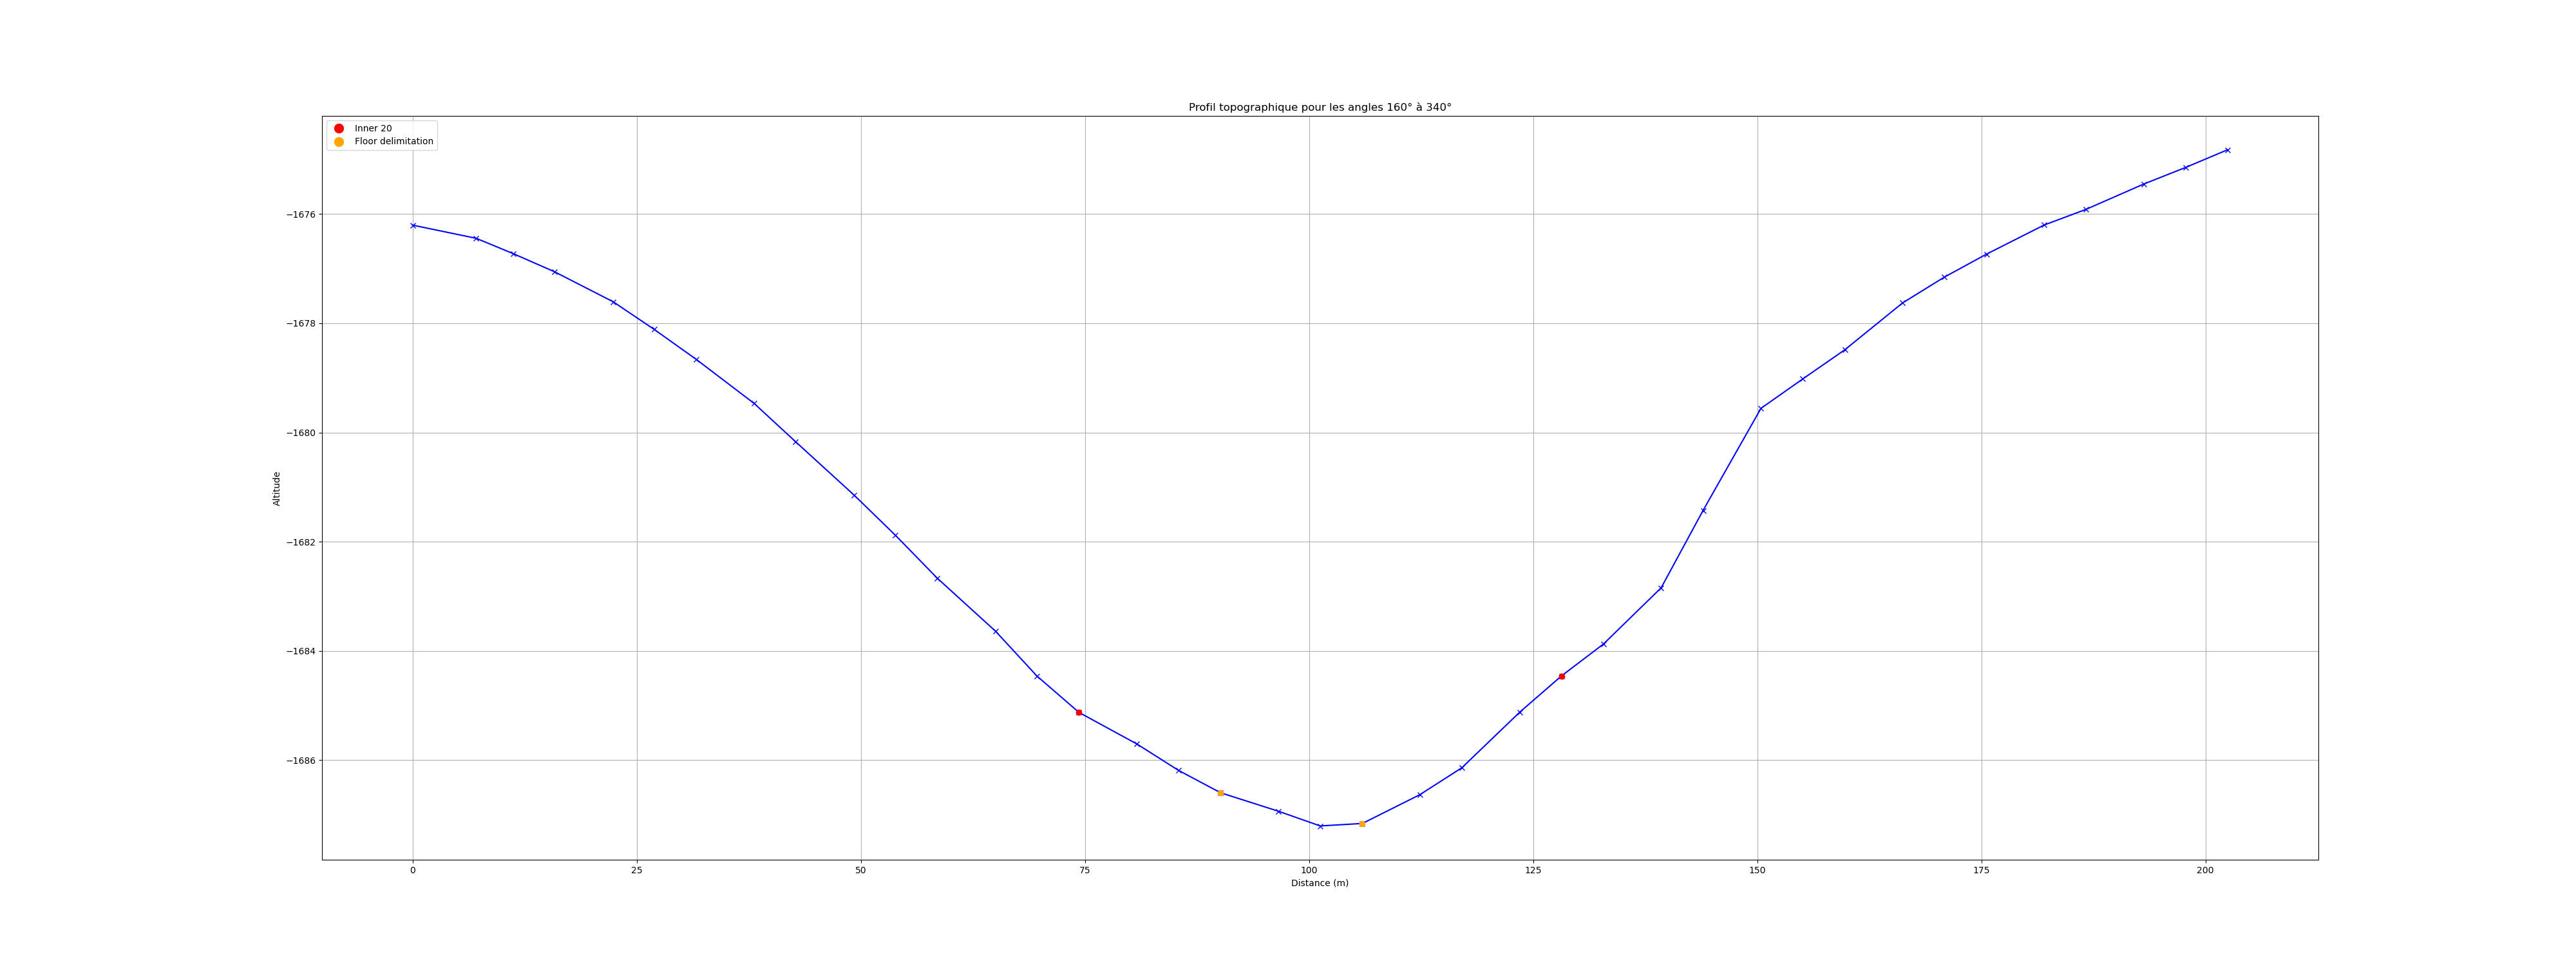 Profil topographique pour les angles 160° à 340°
Inner 20
Floor delimitation
−1676
−1678
−1680
−1682
−1684
−1686
Altitude
0 25 50 75 100 125 150 175 200
Distance (m)